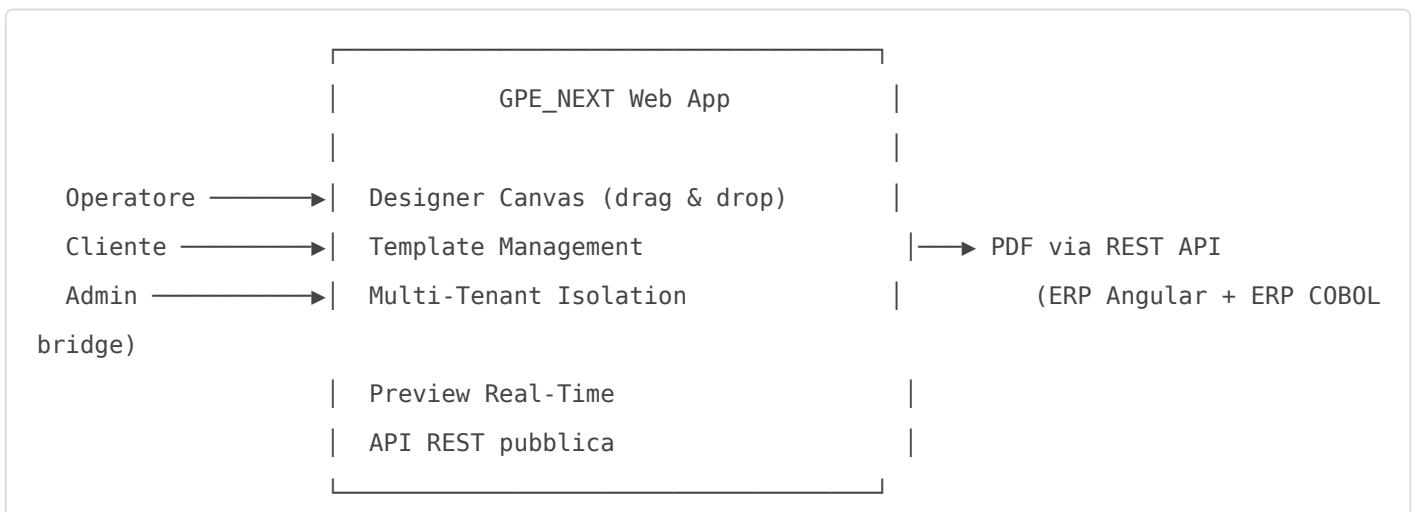 GPE_NEXT Web App
Operatore ───────▶│ Designer Canvas (drag & drop) │
Cliente ─────────▶│ Template Management │───▶ PDF via REST API
Admin ───────────▶│ Multi-Tenant Isolation │ (ERP Angular + ERP COBOL
bridge)
│ Preview Real-Time │
│ API REST pubblica │